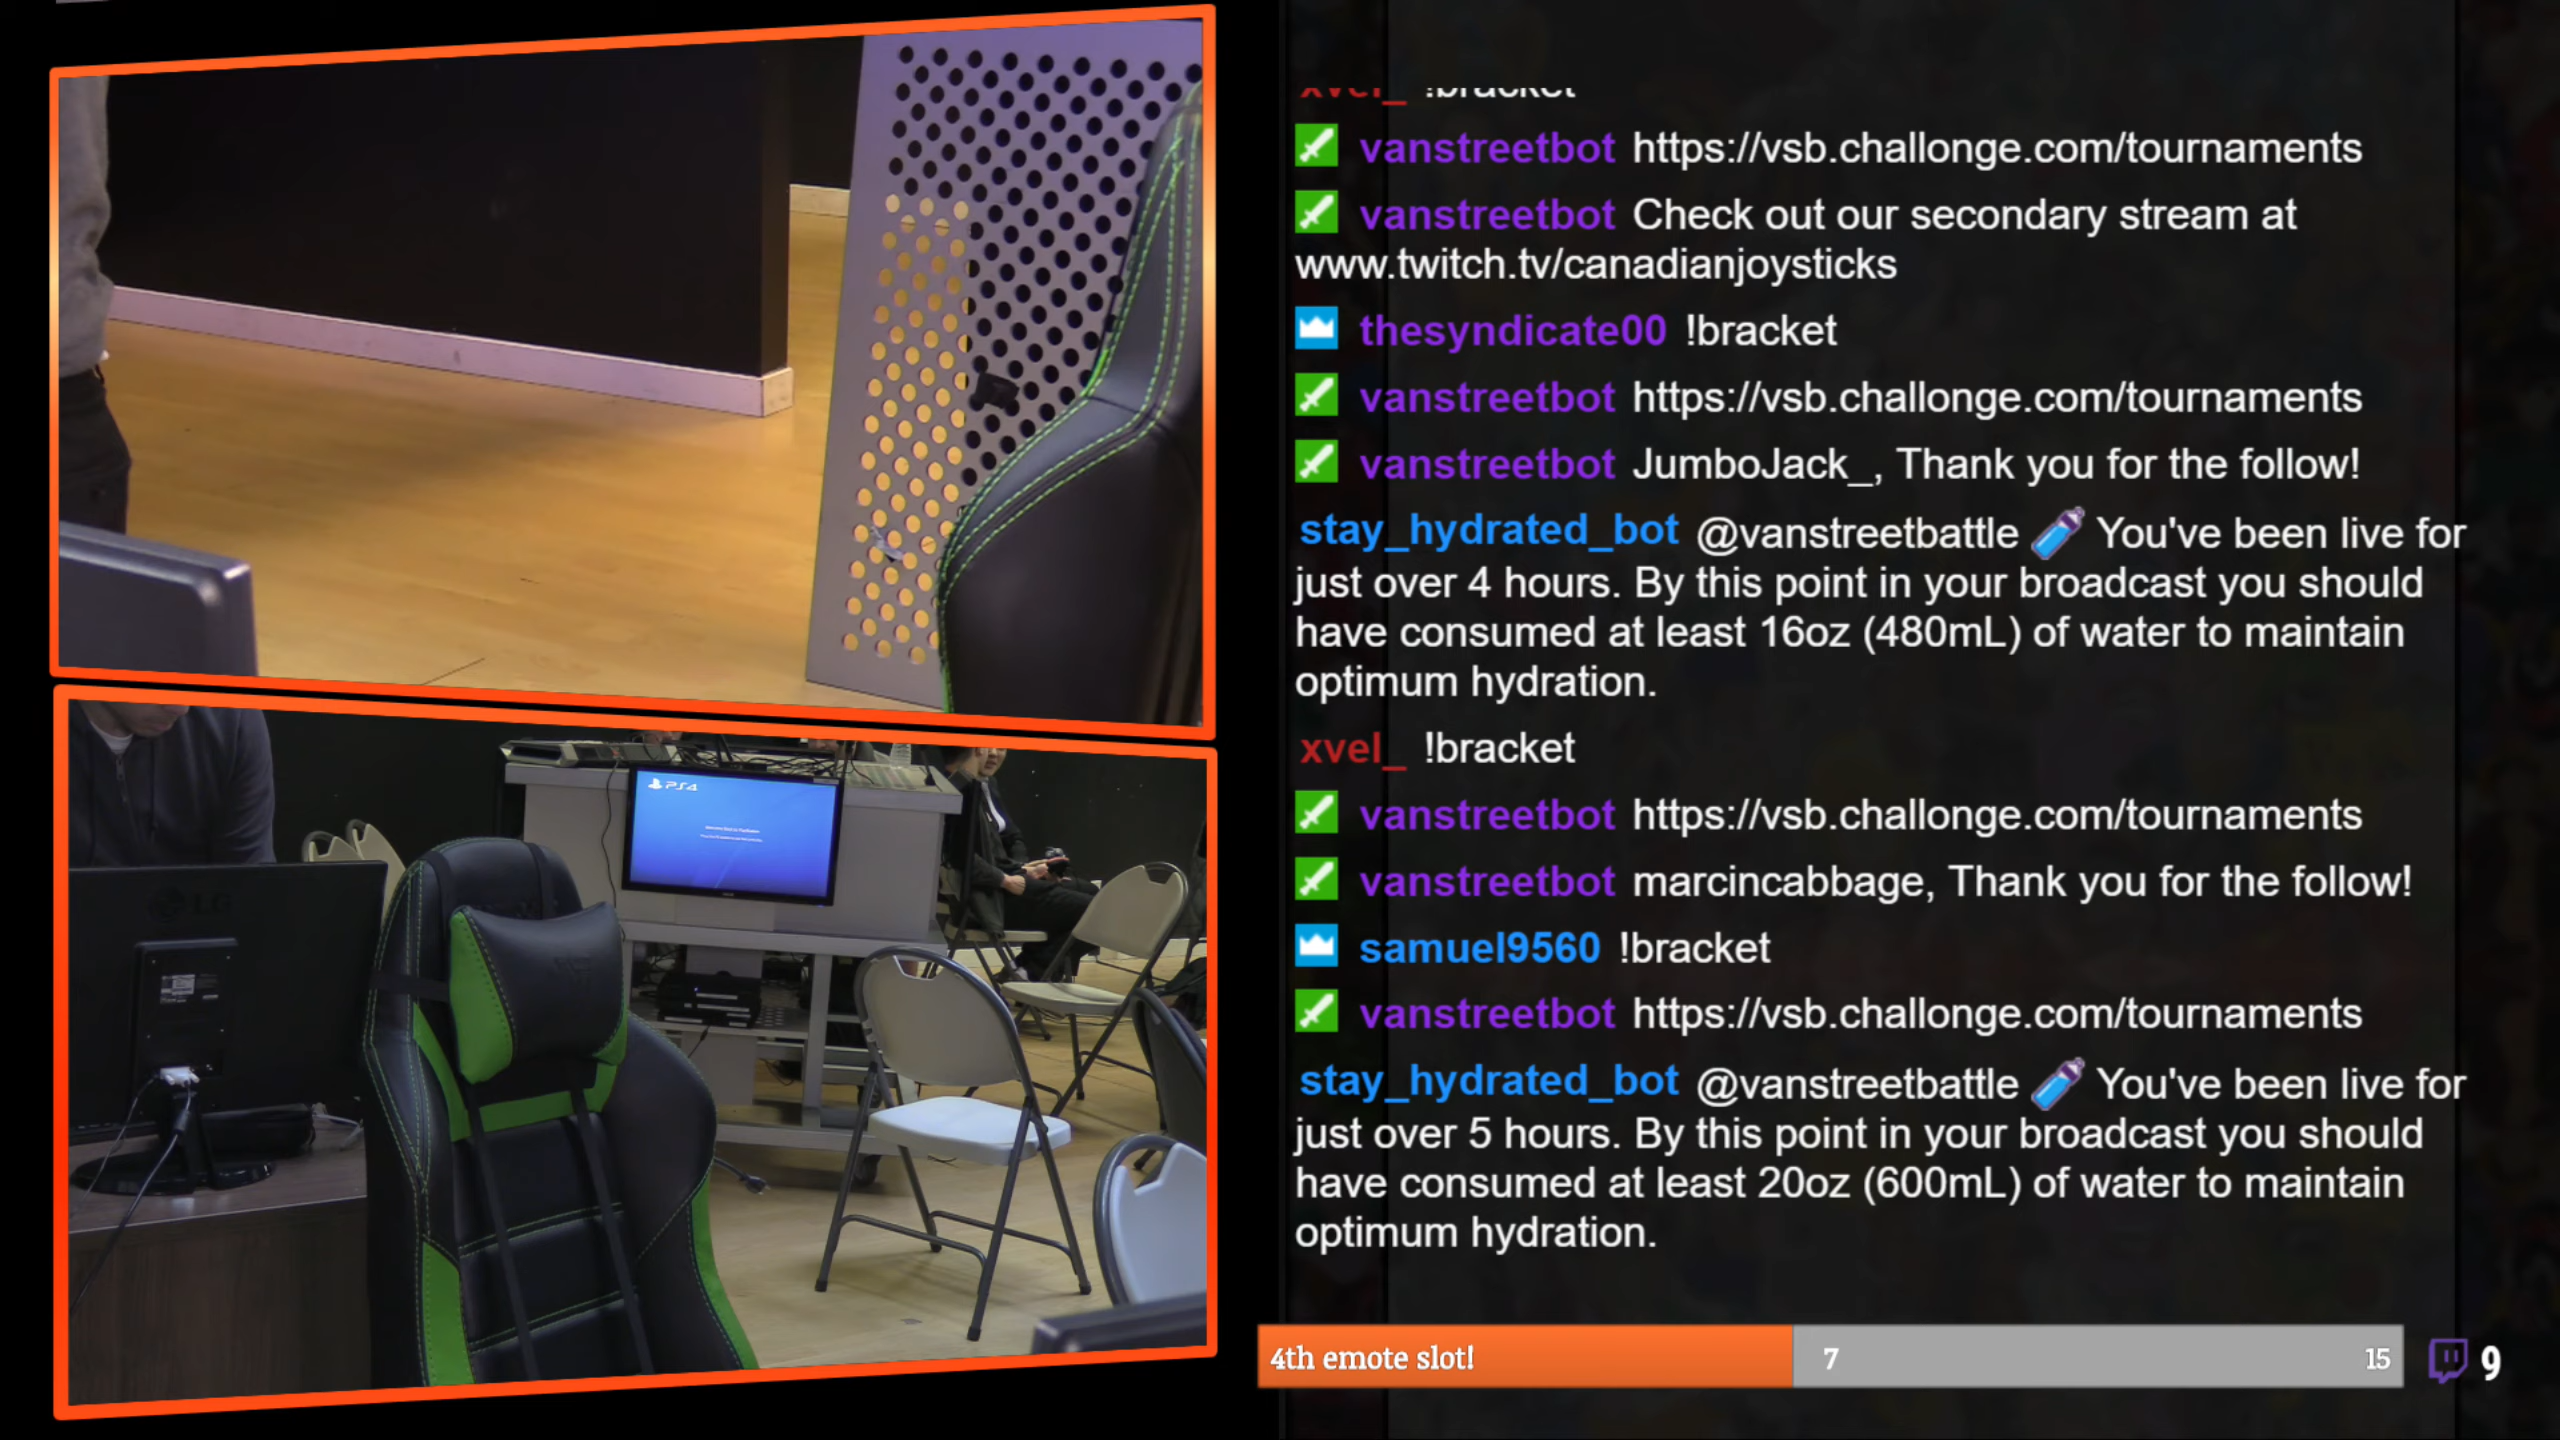 xvel_ !bracket
vanstreetbot https://vsb.challonge.com/tournaments
vanstreetbot Check out our secondary stream at
www.twitch.tv/canadianjoysticks
thesyndicate00 !bracket
vanstreetbot https://vsb.challonge.com/tournaments
vanstreetbot JumboJack_, Thank you for the follow!
stay_hydrated_bot @vanstreetbattle You've been live for
just over 4 hours. By this point in your broadcast you should
have consumed at least 16oz (480mL) of water to maintain
optimum hydration.
xvel_ !bracket
vanstreetbot https://vsb.challonge.com/tournaments
vanstreetbot marcincabbage, Thank you for the follow!
samuel9560 !bracket
vanstreetbot https://vsb.challonge.com/tournaments
stay_hydrated_bot @vanstreetbattle You've been live for
just over 5 hours. By this point in your broadcast you should
have consumed at least 20oz (600mL) of water to maintain
optimum hydration.
4th emote slot! 7 15 9
PS4
LG